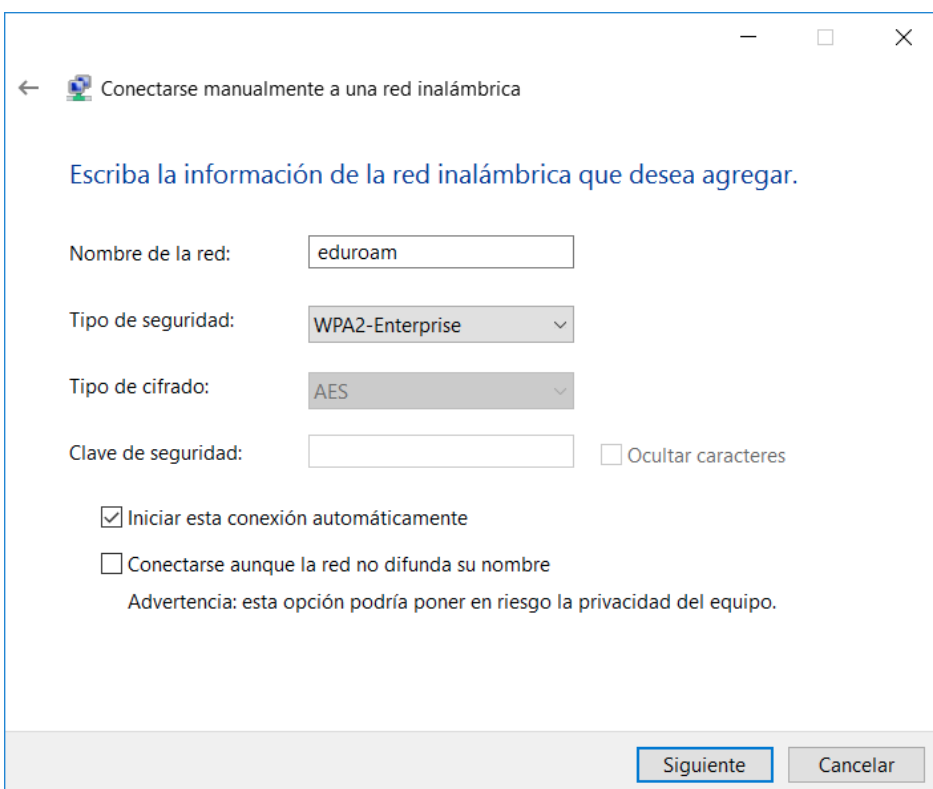 Conectarse manualmente a una red inalámbrica
Escriba la información de la red inalámbrica que desea agregar.
Nombre de la red: eduroam
Tipo de seguridad: WPA2-Enterprise
Tipo de cifrado: AES
Clave de seguridad: Ocultar caracteres
Iniciar esta conexión automáticamente
Conectarse aunque la red no difunda su nombre
Advertencia: esta opción podría poner en riesgo la privacidad del equipo.
Siguiente Cancelar